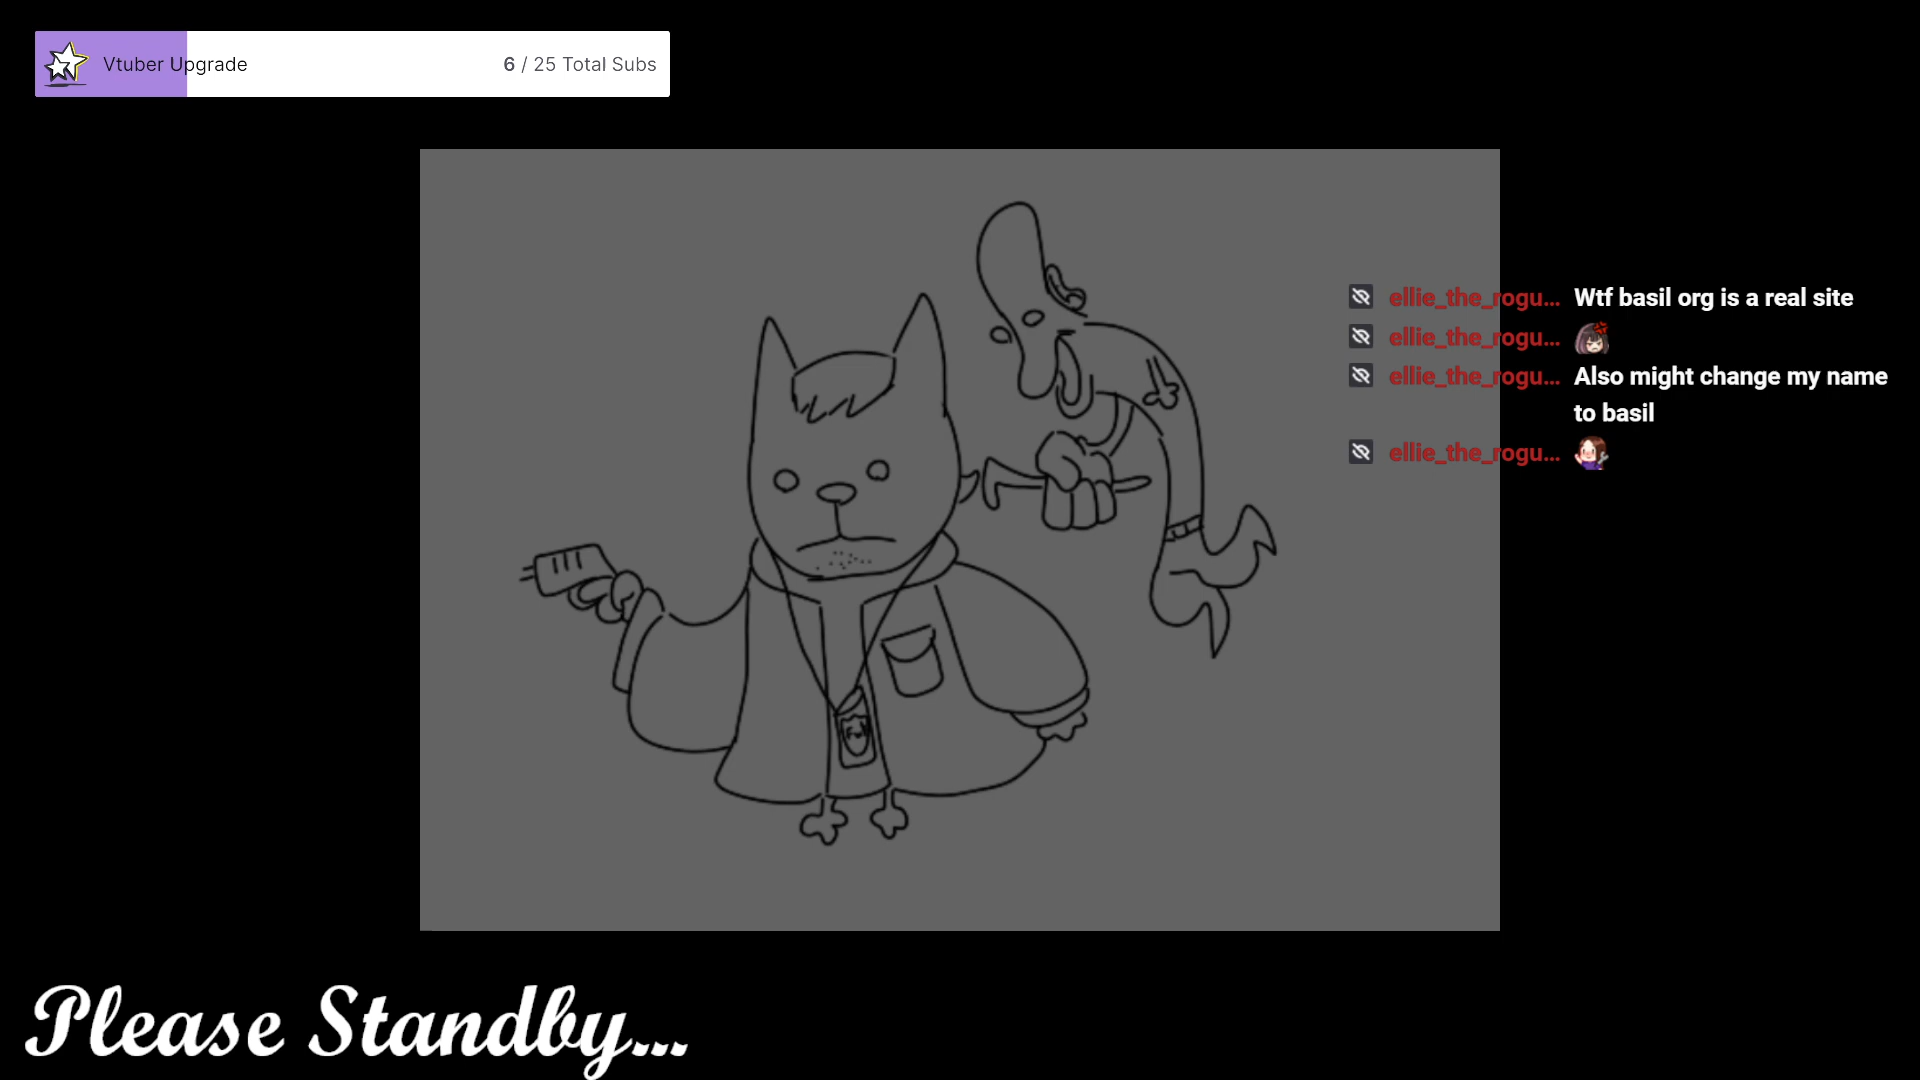 Vtuber Upgrade 6 / 25 Total Subs
ellie_the_rogu... Wtf basil org is a real site
ellie_the_rogu...
ellie_the_rogu... Also might change my name
to basil
ellie_the_rogu...
Please Standby...